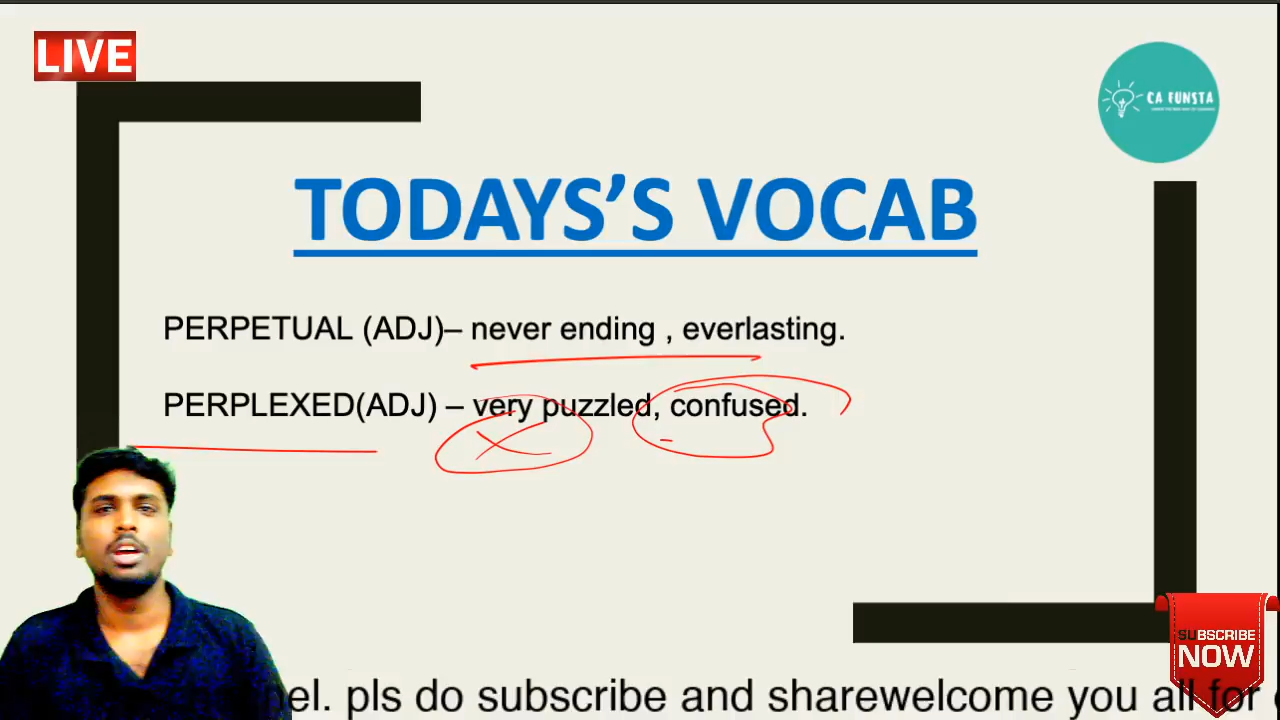 LIVE
CA FUNSTA
TODAYS’S VOCAB
PERPETUAL (ADJ)– never ending , everlasting.
PERPLEXED(ADJ) – very puzzled, confused.
SUBSCRIBE
NOW
nel. pls do subscribe and sharewelcome you all for